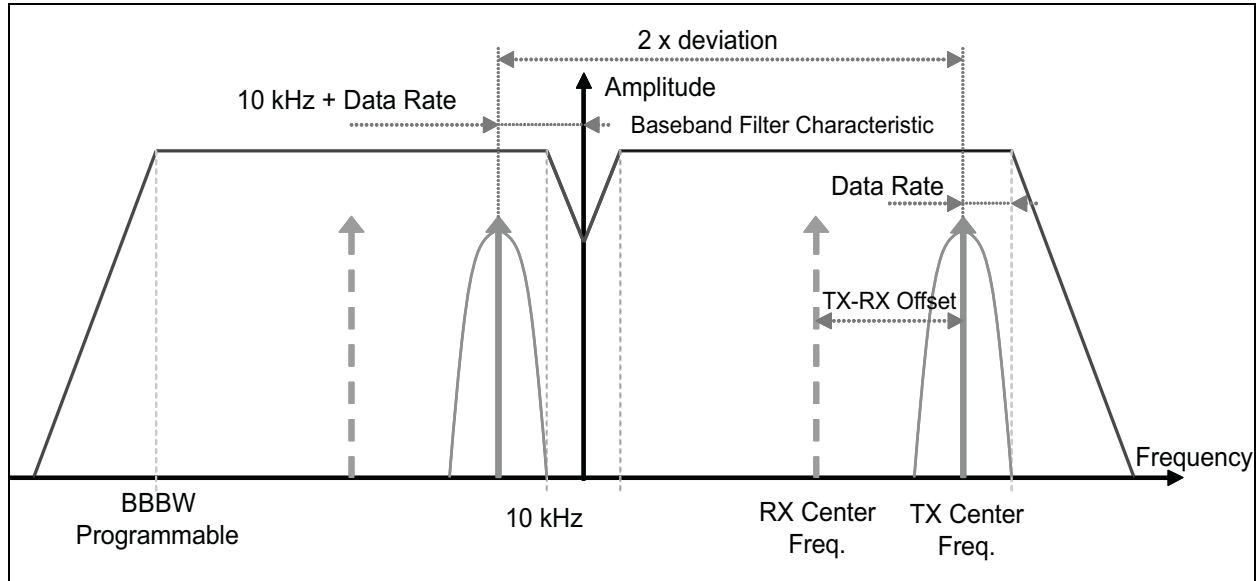 2 x deviation
Amplitude
10 kHz + Data Rate
Baseband Filter Characteristic
Data Rate
TX-RX Offset
Frequency
BBBW
Programmable
10 kHz
RX Center
Freq.
TX Center
Freq.